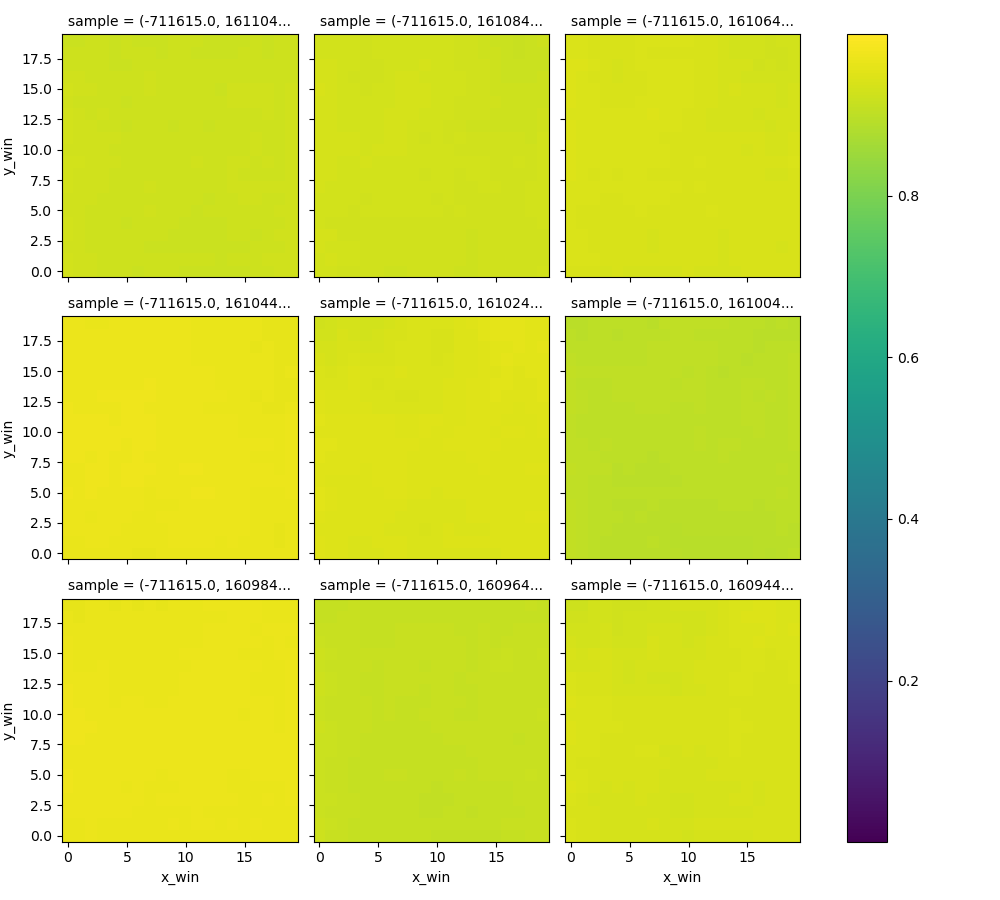 sample = (-711615.0, 161104...
sample = (-711615.0, 161084...
sample = (-711615.0, 161064...
17.5
15.0
12.5
10.0
7.5
5.0
2.5
0.0
y_win
0.8
0.6
0.4
0.2
sample = (-711615.0, 161044...
sample = (-711615.0, 161024...
sample = (-711615.0, 161004...
17.5
15.0
12.5
10.0
7.5
5.0
2.5
0.0
y_win
sample = (-711615.0, 160984...
sample = (-711615.0, 160964...
sample = (-711615.0, 160944...
17.5
15.0
12.5
10.0
7.5
5.0
2.5
0.0
y_win
0 5 10 15
0 5 10 15
0 5 10 15
x_win
x_win
x_win